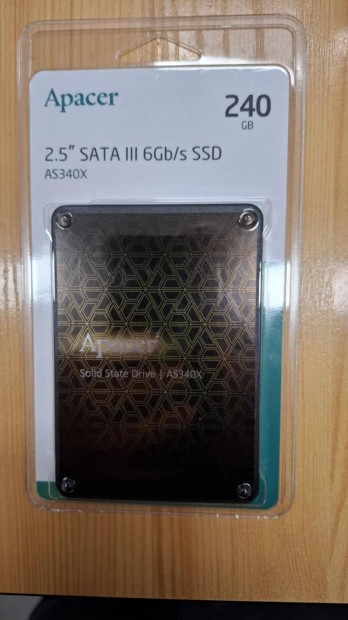 Apacer
240
GB
2.5" SATA III 6Gb/s SSD
AS340X
Apacer
Solid State Drive | AS340X